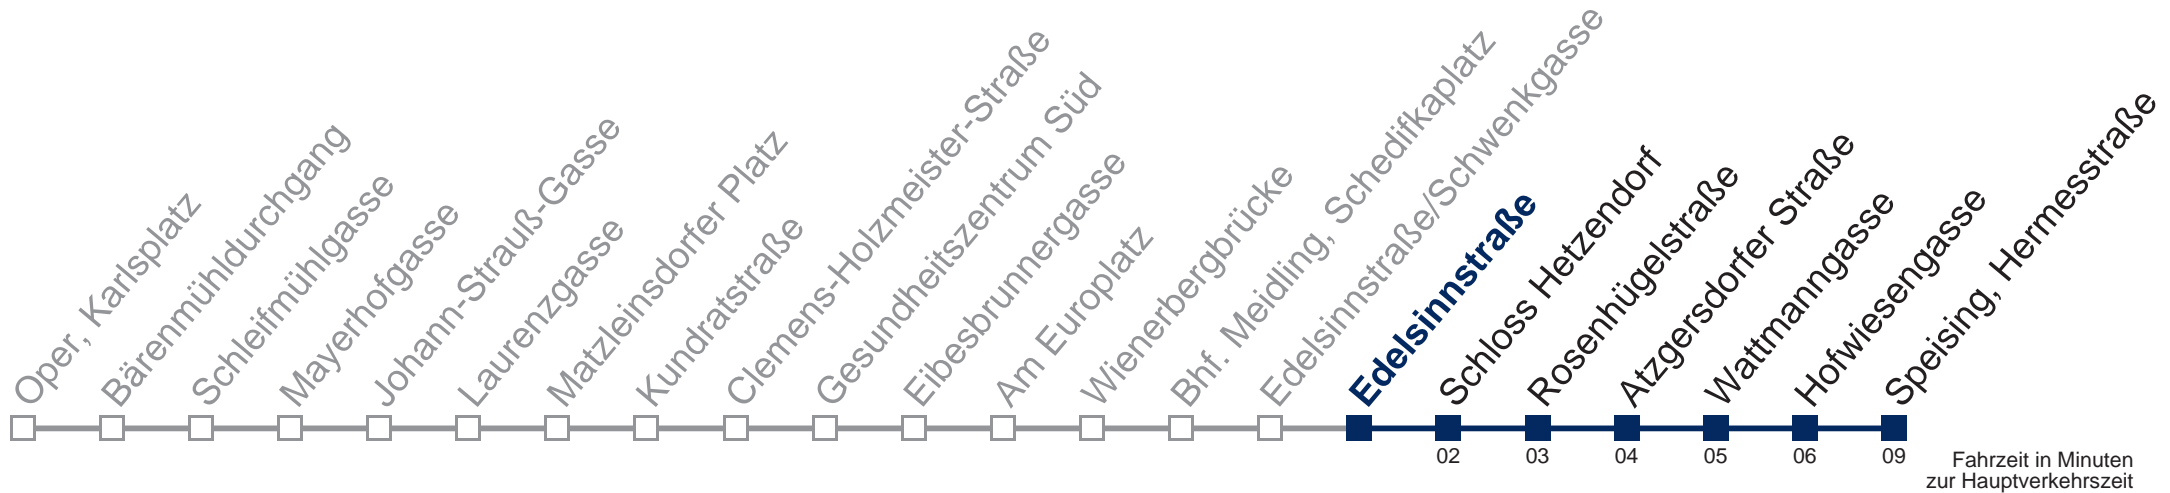 Oper, Karlsplatz
Bärenmühldurchgang
Schleifmühlgasse
Mayerhofgasse
Johann-Strauß-Gasse
Laurenzgasse
Matzleinsdorfer Platz
Kundratstraße
Clemens-Holzmeister-Straße
Gesundheitszentrum Süd
Eibesbrunnergasse
Am Europlatz
Wienerbergbrücke
Bhf. Meidling, Schedifkaplatz
Edelsinnstraße/Schwenkgasse
Edelsinnstraße
Schloss Hetzendorf
Rosenhügelstraße
Atzgersdorfer Straße
Wattmanngasse
Hofwiesengasse
Speising, Hermesstraße
02 03 04 05 06 09
Fahrzeit in Minuten
zur Hauptverkehrszeit